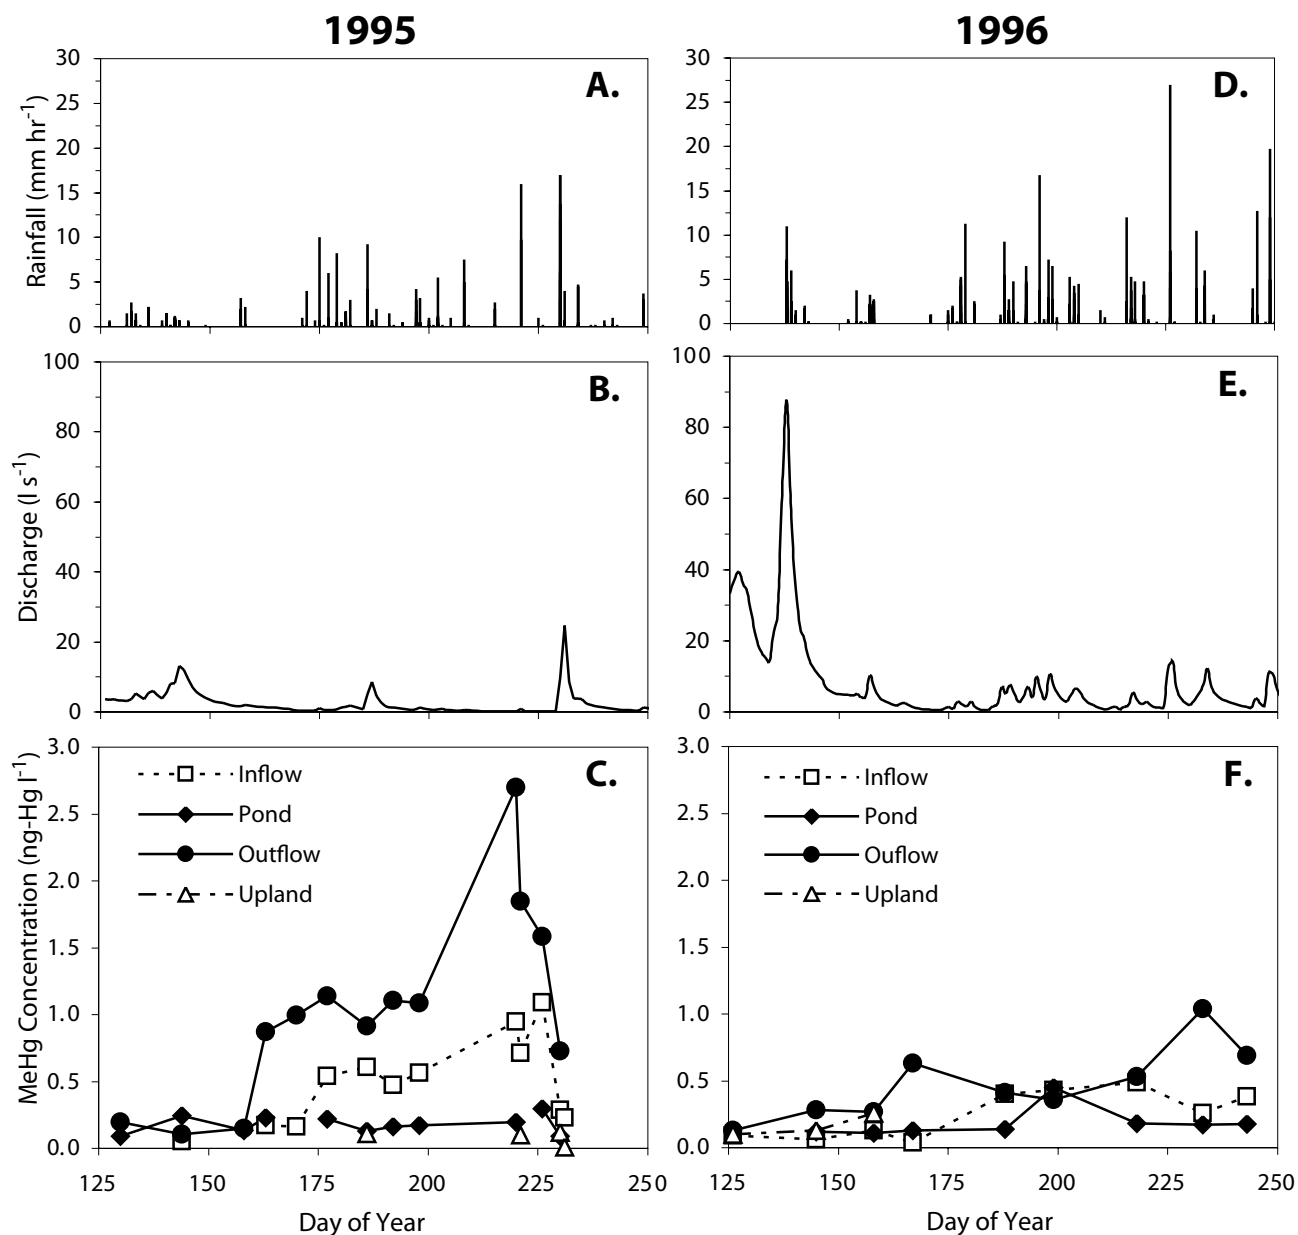 1995
1996
A.
30
25
20
15
10
5
0
Rainfall (mm hr-1)
D.
30
25
20
15
10
5
0
B.
100
80
60
40
20
0
Discharge (l s-1)
E.
100
80
60
40
20
0
C.
3.0
2.5
2.0
1.5
1.0
0.5
0.0
MeHg Concentration (ng-Hg l-1)
Inflow
Pond
Outflow
Upland
125 150 175 200 225 250
Day of Year
F.
3.0
2.5
2.0
1.5
1.0
0.5
0.0
Inflow
Pond
Ouflow
Upland
125 150 175 200 225 250
Day of Year